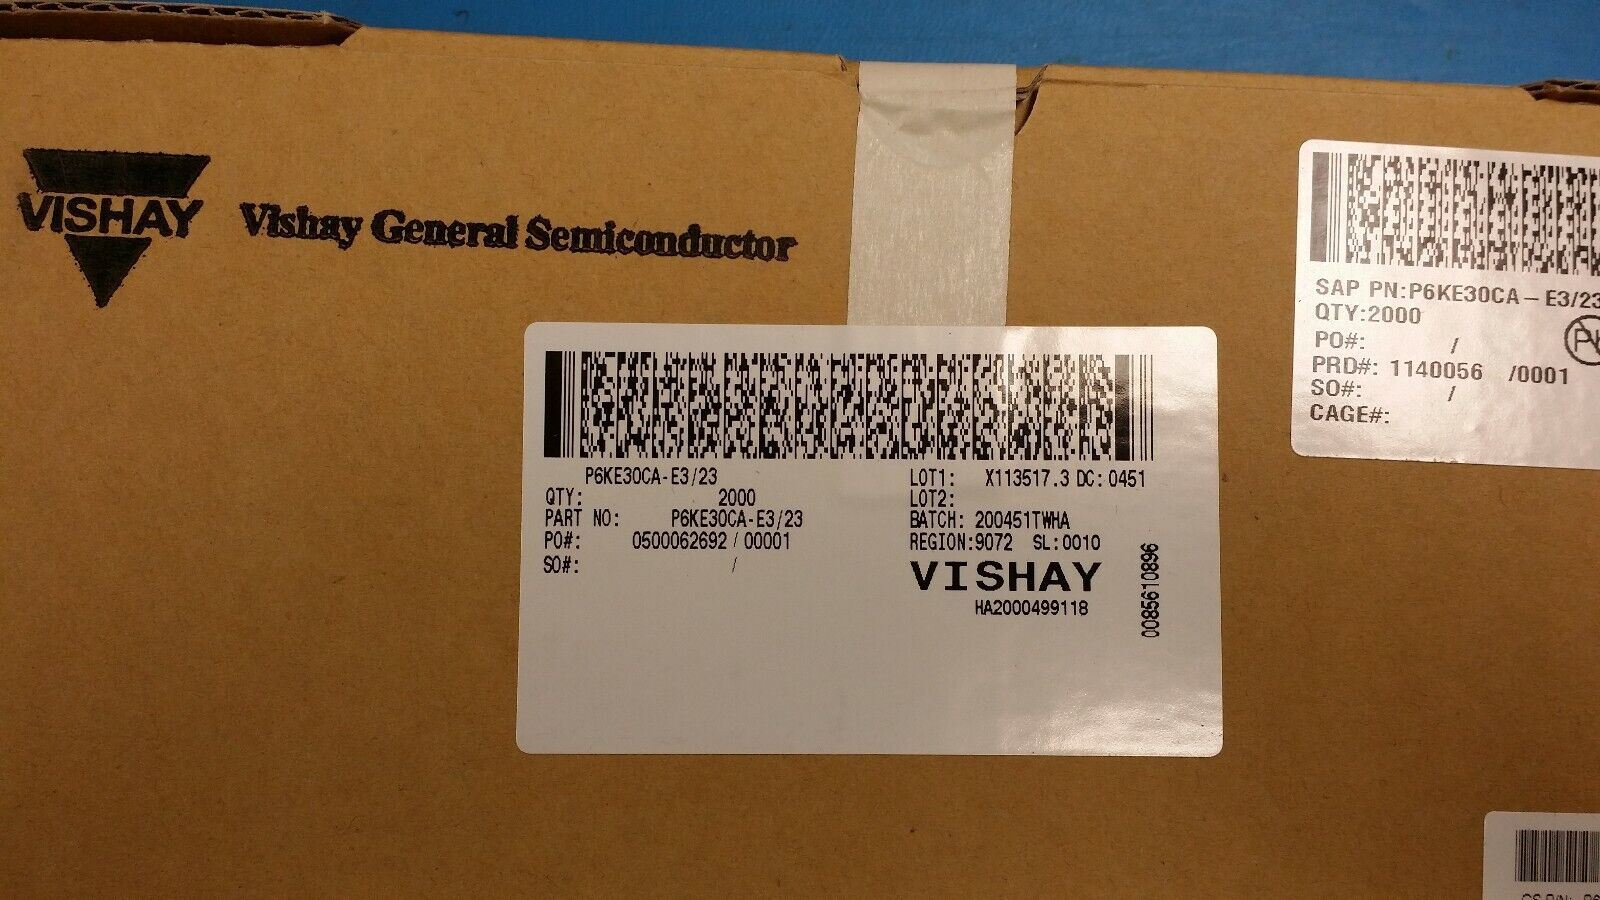 VISHAY
Vishay General Semiconductor
P6KE30CA-E3/23
QTY: 2000
PART NO: P6KE30CA-E3/23
PO#: 0500062692 / 00001
SO#: /
LOT1: X113517.3 DC: 0451
LOT2:
BATCH: 200451TWHA
REGION:9072 SL:0010
VISHAY
HA2000499118
0085610896
SAP PN:P6KE30CA – E3/23
QTY:2000
PO#: /
PRD#: 1140056 /0001
SO#: /
CAGE#: